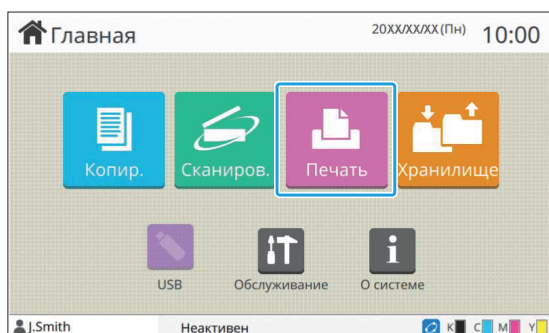 Главная
20XX/XX/XX (Пн) 10:00
Копир. Сканиров. Печать Хранилище
USB Обслуживание О системе
J.Smith Неактивен K C M Y